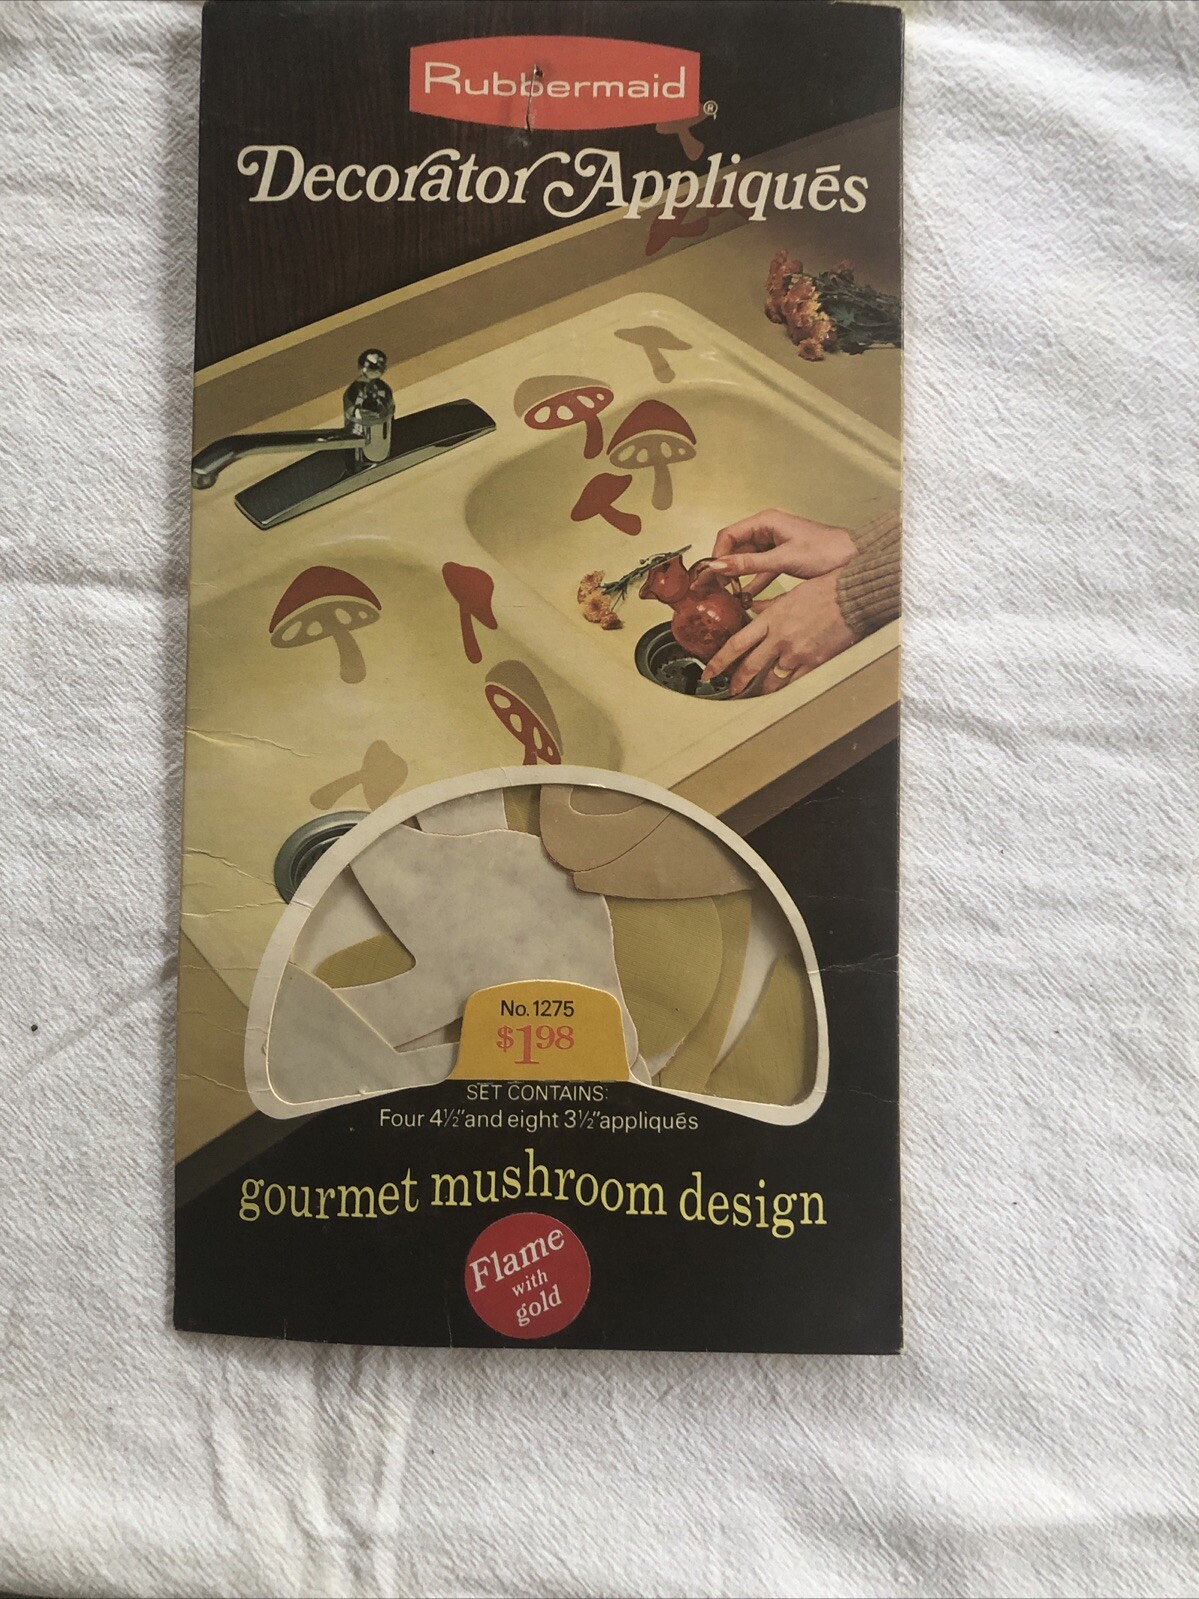 Rubbermaid®
Decorator Appliqués
No. 1275
$1.98
SET CONTAINS:
Four 4½" and eight 3½" appliqués
gourmet mushroom design
Flame
with
gold